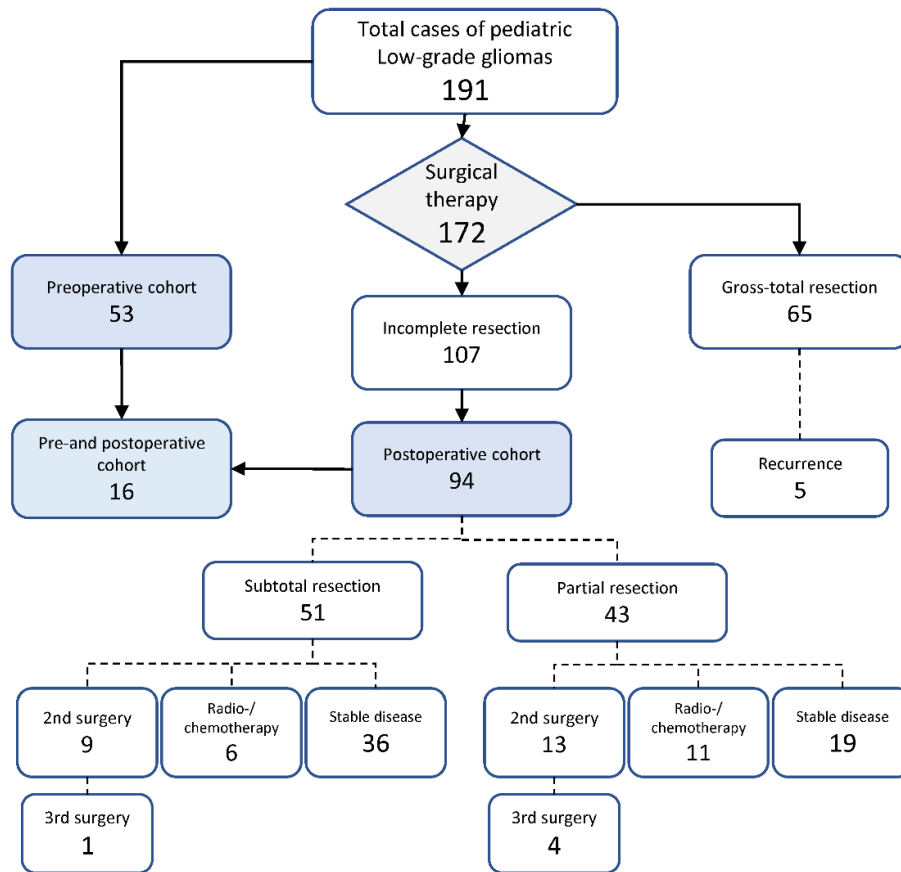 Total cases of pediatric
Low-grade gliomas
191
Surgical
therapy
172
Preoperative cohort
53
Gross-total resection
65
Incomplete resection
107
Pre-and postoperative
cohort
16
Postoperative cohort
94
Recurrence
5
Subtotal resection
51
Partial resection
43
2nd surgery
9
Radio-/
chemotherapy
6
Stable disease
36
2nd surgery
13
Radio-/
chemotherapy
11
Stable disease
19
3rd surgery
1
3rd surgery
4